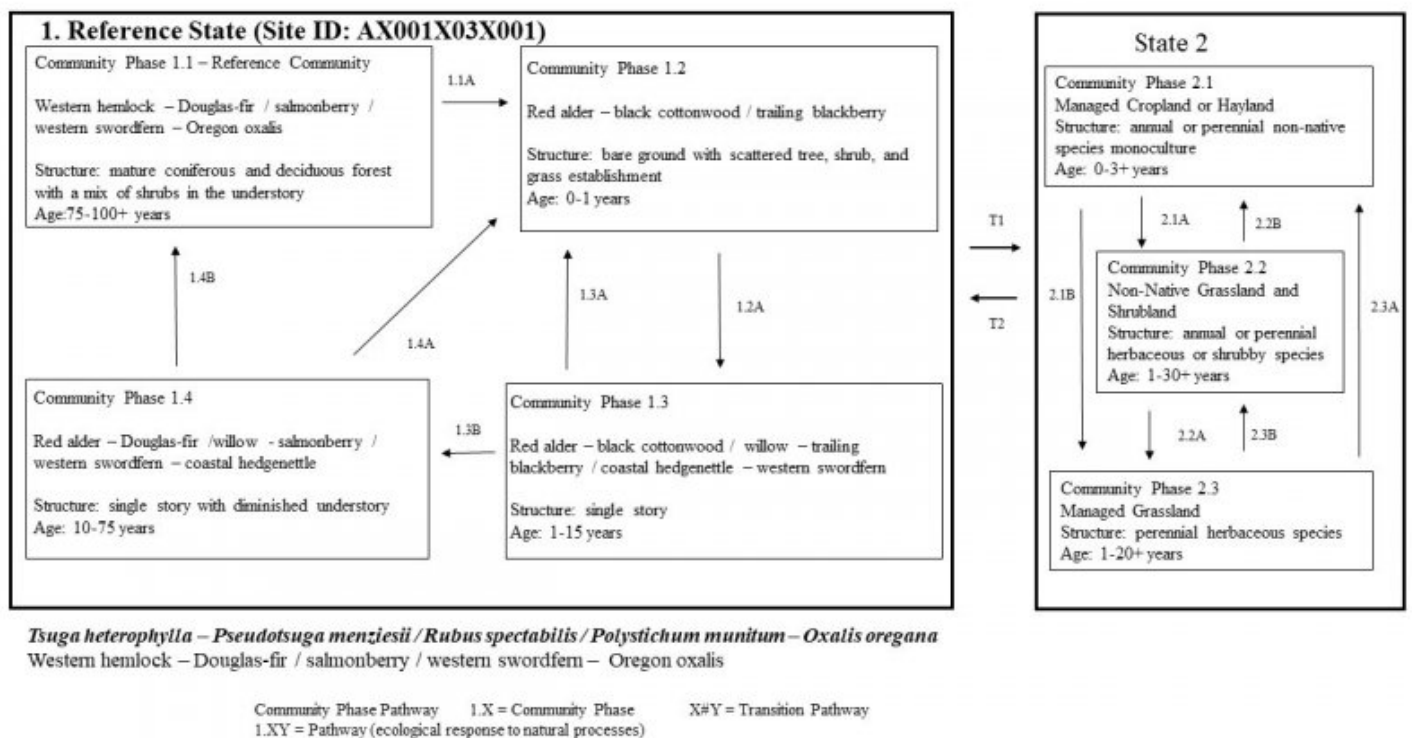 1. Reference State (Site ID: AX001X03X001)
Community Phase 1.1 – Reference Community
Western hemlock – Douglas-fir / salmonberry /
western swordfern – Oregon oxalis
Structure: mature coniferous and deciduous forest
with a mix of shrubs in the understory
Age:75-100+ years
1.1A
Community Phase 1.2
Red alder – black cottonwood / trailing blackberry
Structure: bare ground with scattered tree, shrub, and
grass establishment
Age: 0-1 years
1.4B
1.4A
1.3A
1.2A
Community Phase 1.4
Red alder – Douglas-fir /willow - salmonberry /
western swordfern – coastal hedgenettle
Structure: single story with diminished understory
Age: 10-75 years
1.3B
Community Phase 1.3
Red alder – black cottonwood / willow – trailing
blackberry / coastal hedgenettle – western swordfern
Structure: single story
Age: 1-15 years
T1
T2
State 2
Community Phase 2.1
Managed Cropland or Hayland
Structure: annual or perennial non-native
species monoculture
Age: 0-3+ years
2.1A
2.2B
2.1B
2.3A
Community Phase 2.2
Non-Native Grassland and
Shrubland
Structure: annual or perennial
herbaceous or shrubby species
Age: 1-30+ years
2.2A
2.3B
Community Phase 2.3
Managed Grassland
Structure: perennial herbaceous species
Age: 1-20+ years
Tsuga heterophylla – Pseudotsuga menziesii / Rubus spectabilis / Polystichum munitum – Oxalis oregana
Western hemlock – Douglas-fir / salmonberry / western swordfern – Oregon oxalis
Community Phase Pathway 1.X = Community Phase X#Y = Transition Pathway
1.XY = Pathway (ecological response to natural processes)